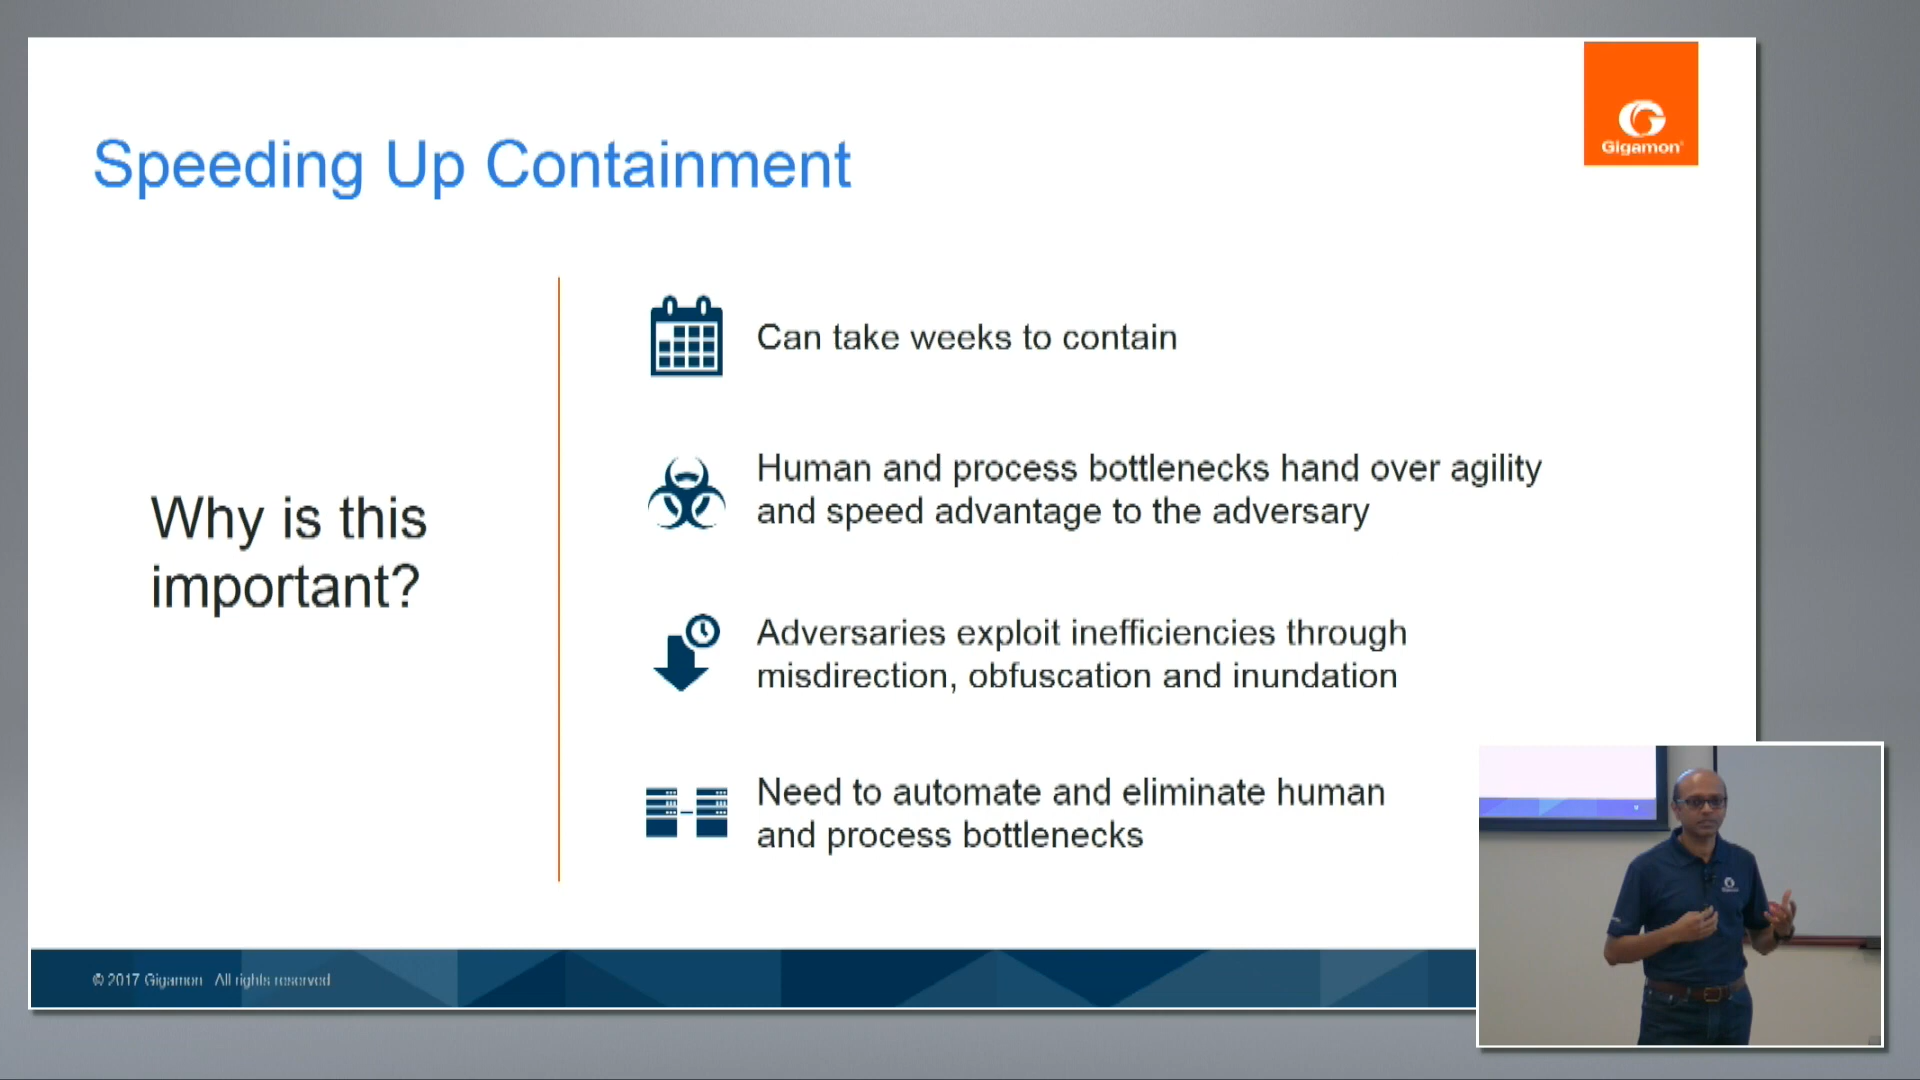 Speeding Up Containment
Gigamon
Why is this
important?
Can take weeks to contain
Human and process bottlenecks hand over agility
and speed advantage to the adversary
Adversaries exploit inefficiencies through
misdirection, obfuscation and inundation
Need to automate and eliminate human
and process bottlenecks
© 2017 Gigamon All rights reserved